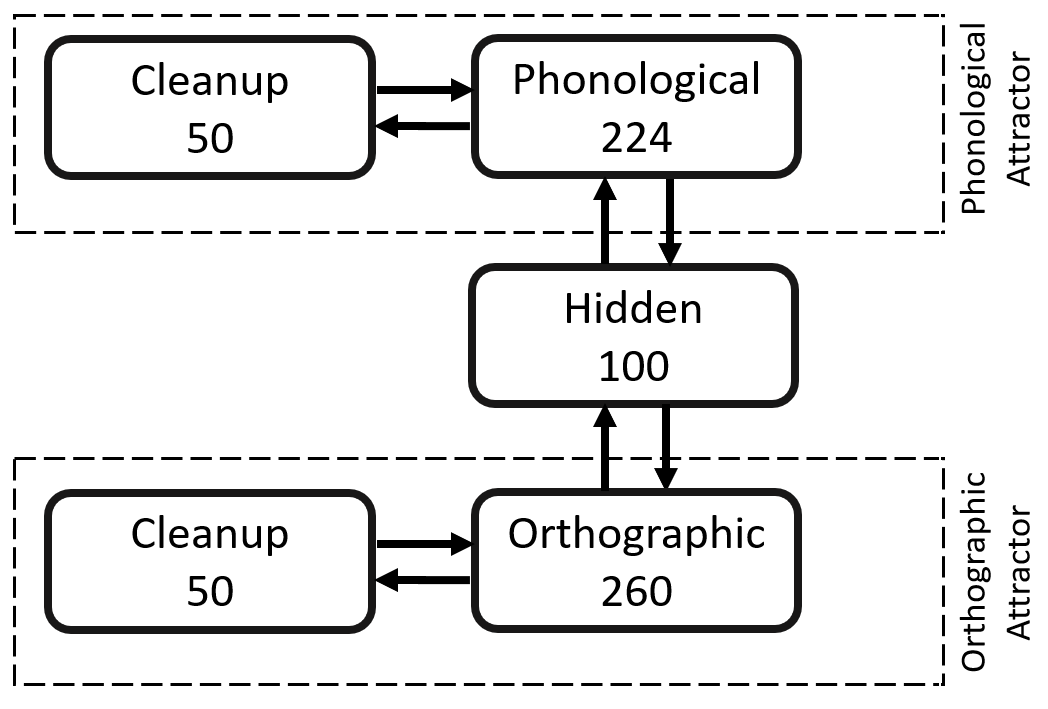 Cleanup
50
Phonological
224
Phonological
Attractor
Hidden
100
Cleanup
50
Orthographic
260
Orthographic
Attractor